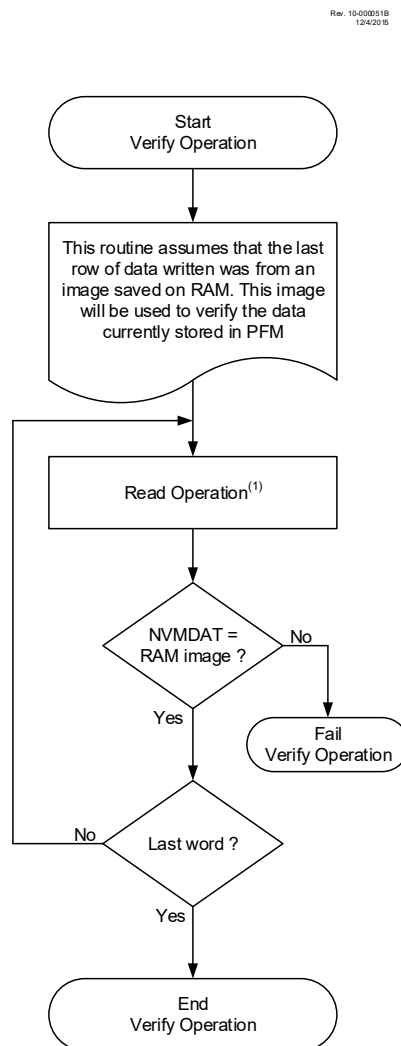 Rev. 10-000051B
12/4/2015
Start
Verify Operation
This routine assumes that the last
row of data written was from an
image saved on RAM. This image
will be used to verify the data
currently stored in PFM
Read Operation(1)
NVMDAT =
RAM image ?
No
Yes
Fail
Verify Operation
Last word ?
No
Yes
End
Verify Operation